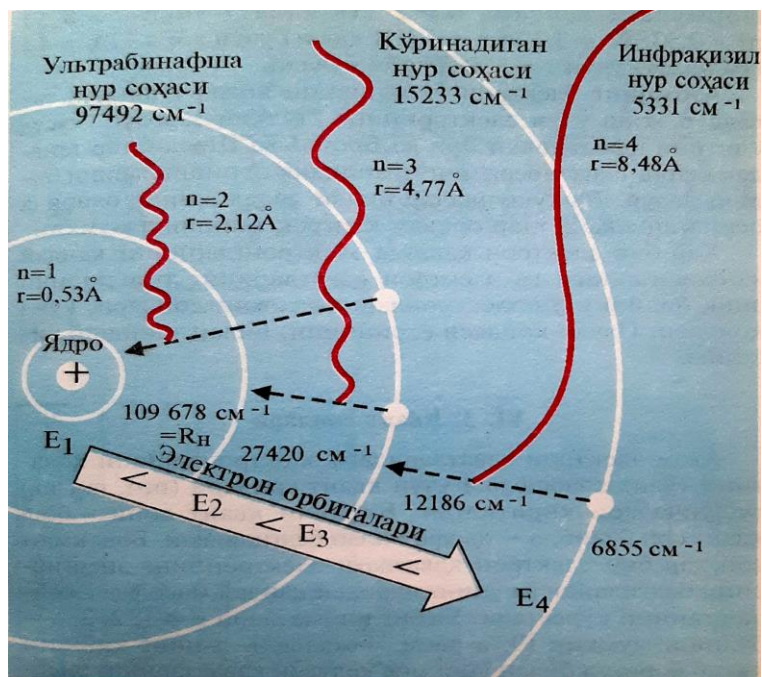 Ультрабинафша
нур соҳаси
97492 см⁻¹
Кўринадиган
нур соҳаси
15233 см⁻¹
Инфрақизил
нур соҳаси
5331 см⁻¹
n=4
r=8,48Å
n=3
r=4,77Å
n=2
r=2,12Å
n=1
r=0,53Å
Ядро
+
109 678 см⁻¹
=Rн
27420 см⁻¹
12186 см⁻¹
6855 см⁻¹
Электрон орбиталари
E₁ < E₂ < E₃ < E₄